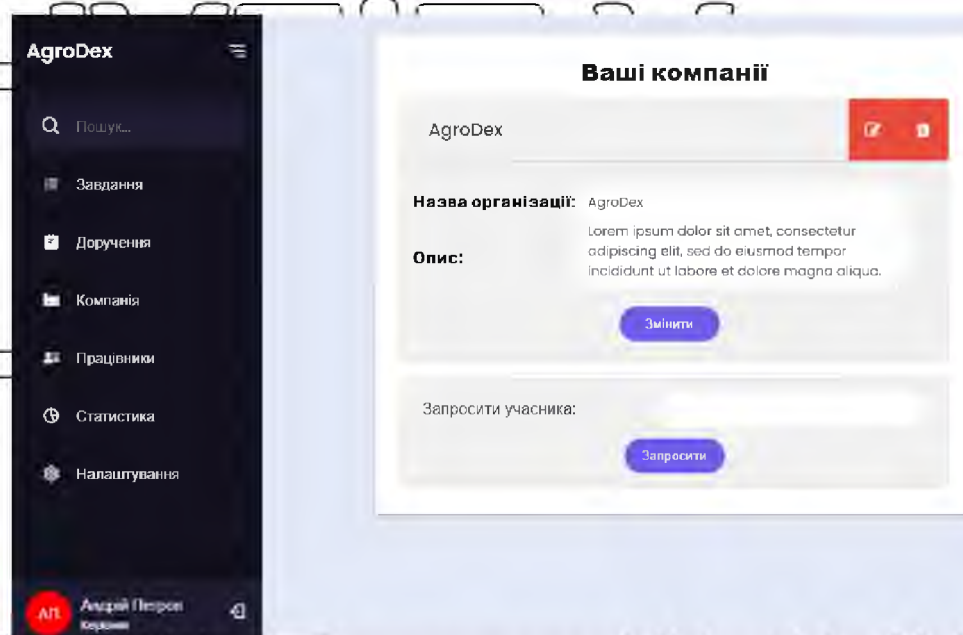 AgroDex
Пошук...
Завдання
Доручення
Компанія
Працівники
Статистика
Налаштування
АП
Андрій Петров
Ваші компанії
AgroDex
Назва організації: AgroDex
Опис:
Lorem ipsum dolor sit amet, consectetur
adipiscing elit, sed do eiusmod tempor
incididunt ut labore et dolore magna aliqua.
Змінити
Запросити учасника:
Запросити